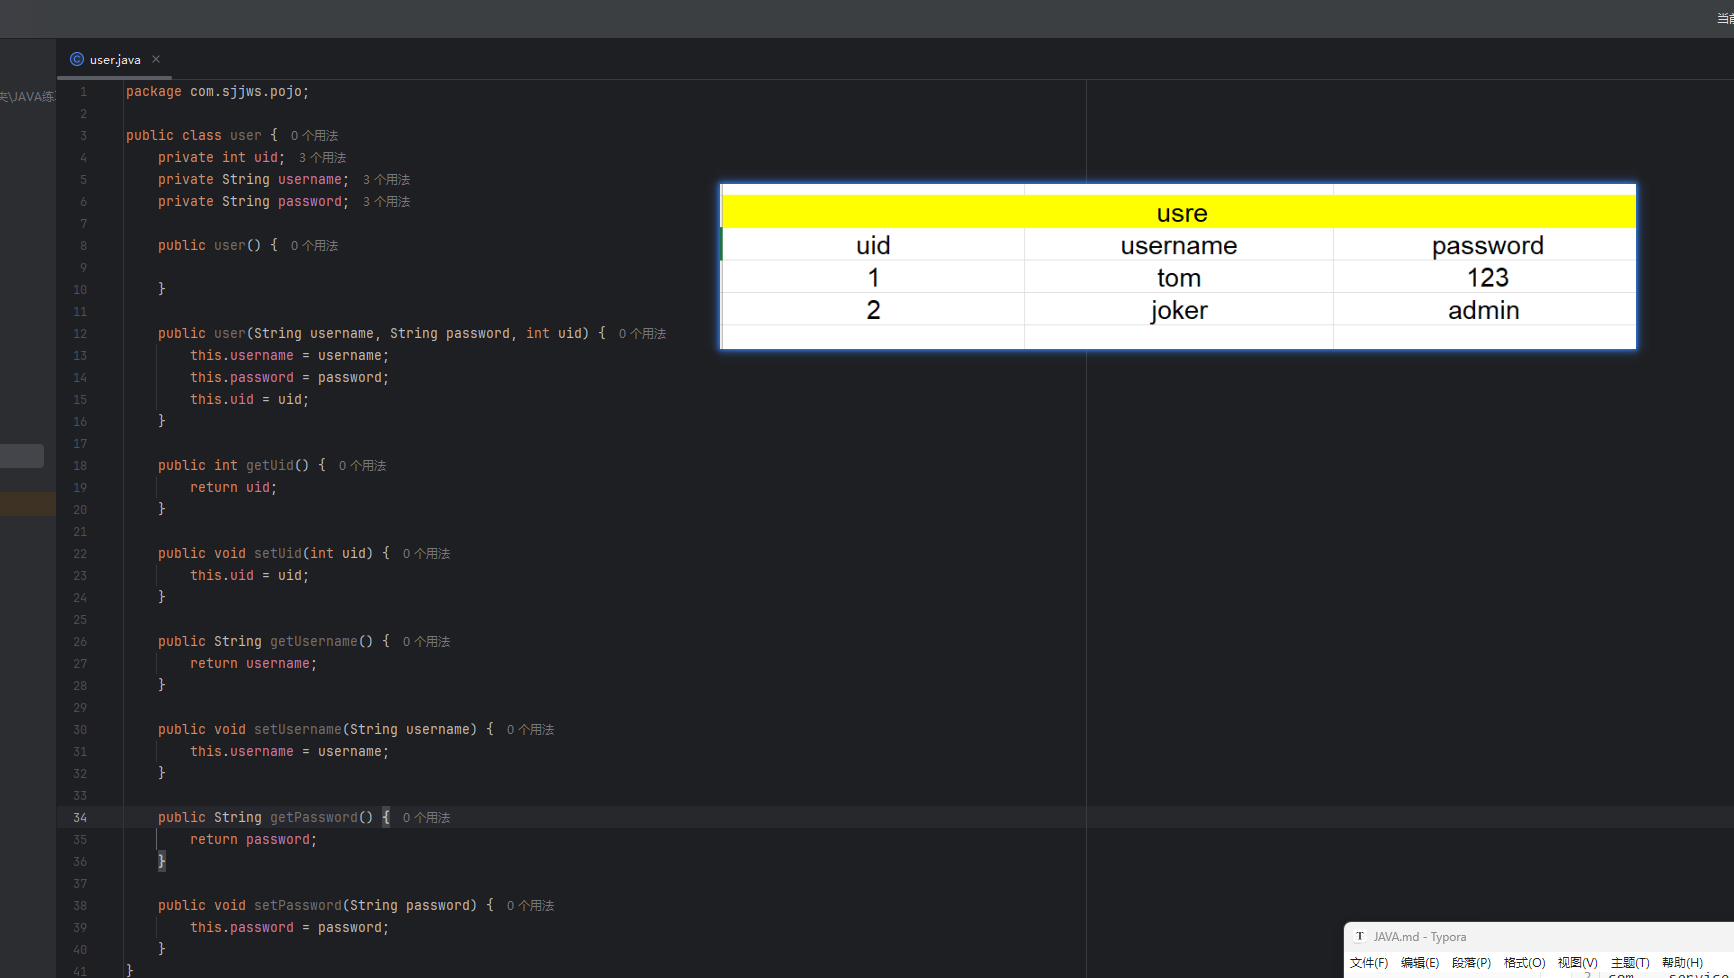 当前
user.java
夹\JAVA练
1 package com.sjjws.pojo;
2
3 public class user { 0 个用法
4 private int uid; 3 个用法
5 private String username; 3 个用法
6 private String password; 3 个用法
7
8 public user() { 0 个用法
9
10 }
11
12 public user(String username, String password, int uid) { 0 个用法
13 this.username = username;
14 this.password = password;
15 this.uid = uid;
16 }
17
18 public int getUid() { 0 个用法
19 return uid;
20 }
21
22 public void setUid(int uid) { 0 个用法
23 this.uid = uid;
24 }
25
26 public String getUsername() { 0 个用法
27 return username;
28 }
29
30 public void setUsername(String username) { 0 个用法
31 this.username = username;
32 }
33
34 public String getPassword() { 0 个用法
35 return password;
36 }
37
38 public void setPassword(String password) { 0 个用法
39 this.password = password;
40 }
41 }
usre
uid username password
1 tom 123
2 joker admin
T JAVA.md - Typora
文件(F) 编辑(E) 段落(P) 格式(O) 视图(V) 主题(T) 帮助(H)